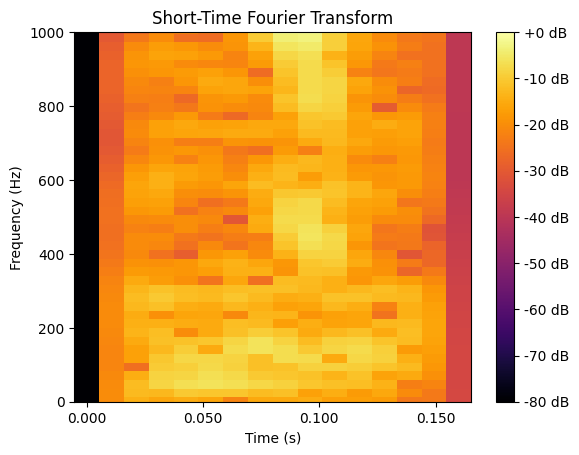 Short-Time Fourier Transform
1000
800
600
400
200
0
Frequency (Hz)
0.000
0.050
0.100
0.150
Time (s)
+0 dB
-10 dB
-20 dB
-30 dB
-40 dB
-50 dB
-60 dB
-70 dB
-80 dB